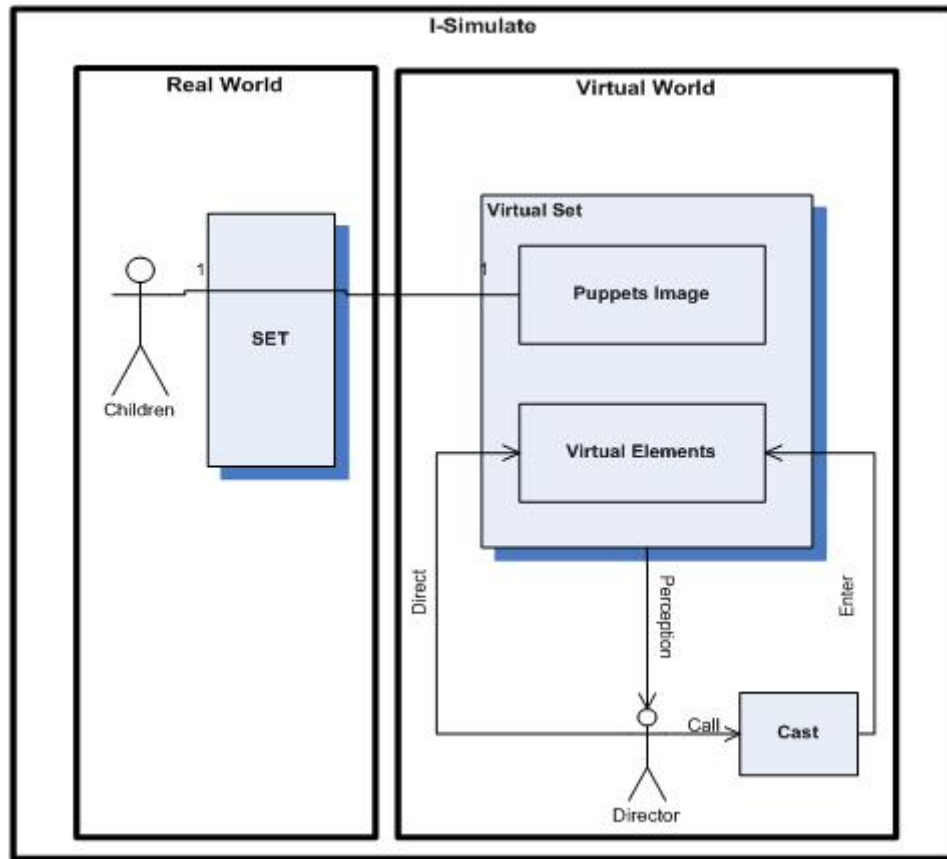 I-Simulate
Real World
Virtual World
Virtual Set
1
1
Puppets Image
SET
Children
Virtual Elements
Direct
Perception
Enter
Call
Cast
Director